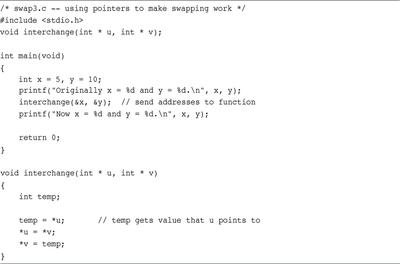 /* swap3.c -- using pointers to make swapping work */
#include <stdio.h>
void interchange(int * u, int * v);
int main(void)
{
    int x = 5, y = 10;
    printf("Originally x = %d and y = %d.\n", x, y);
    interchange(&x, &y);  // send addresses to function
    printf("Now x = %d and y = %d.\n", x, y);
    return 0;
}
void interchange(int * u, int * v)
{
    int temp;
    temp = *u;       // temp gets value that u points to
    *u = *v;
    *v = temp;
}